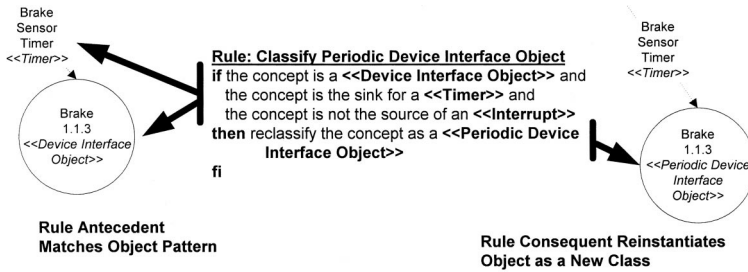 Brake
Sensor
Timer
<<Timer>>
Brake
1.1.3
<<Device Interface
Object>>
Rule Antecedent
Matches Object Pattern
Rule: Classify Periodic Device Interface Object
if the concept is a <<Device Interface Object>> and
the concept is the sink for a <<Timer>> and
the concept is not the source of an <<Interrupt>>
then reclassify the concept as a <<Periodic Device
Interface Object>>
fi
Brake
Sensor
Timer
<<Timer>>
Brake
1.1.3
<<Periodic Device
Interface
Object>>
Rule Consequent Reinstantiates
Object as a New Class